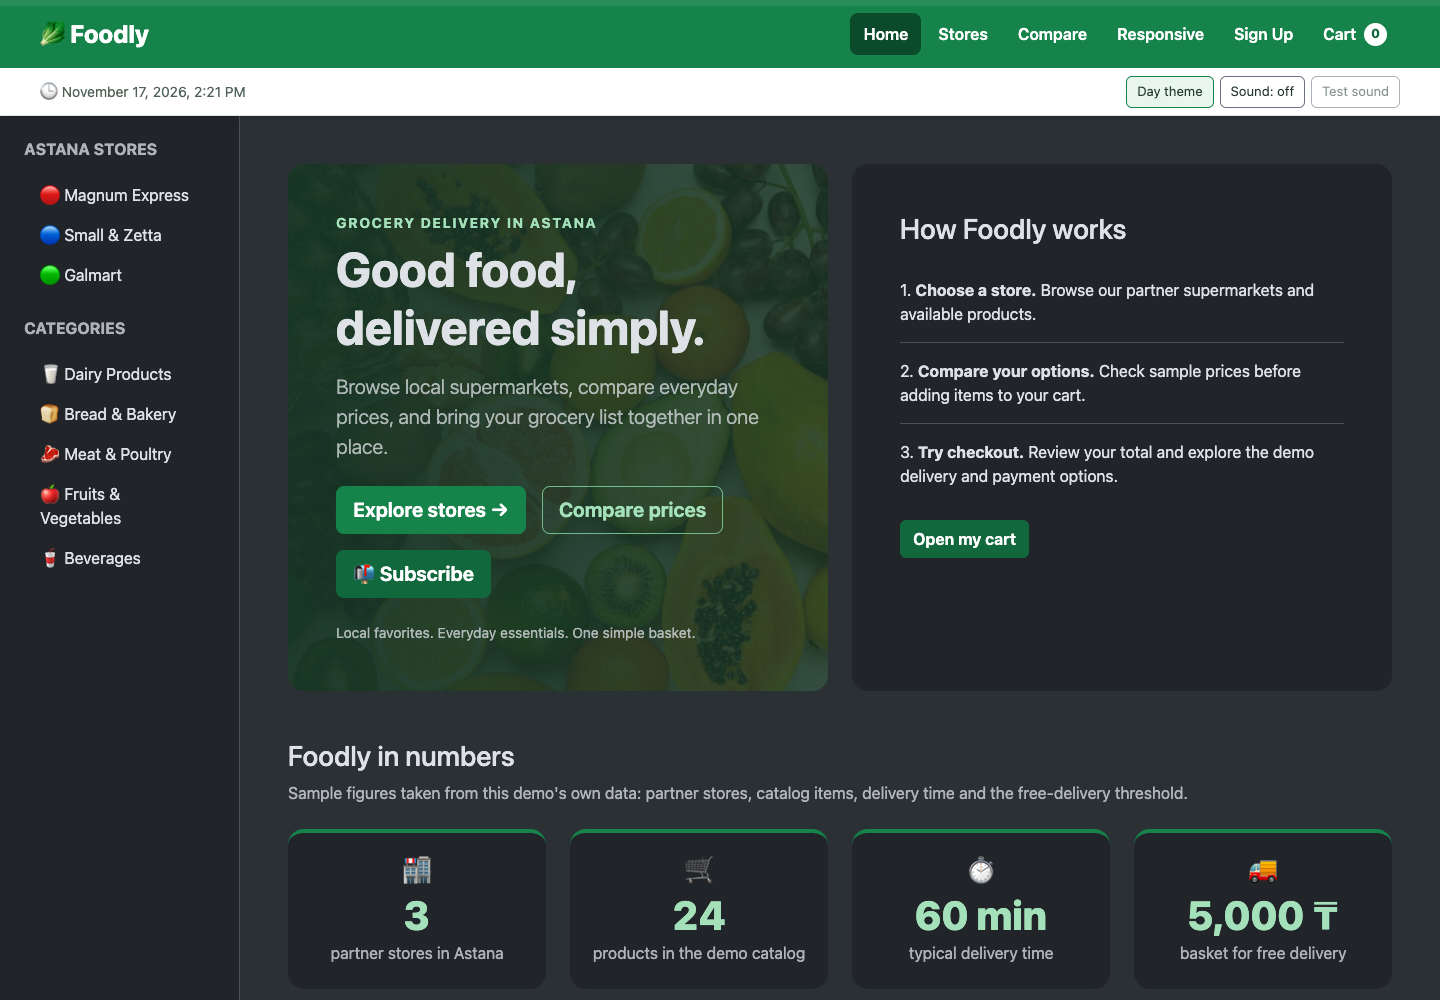 Foodly
Home
Stores
Compare
Responsive
Sign Up
Cart 0
November 17, 2026, 2:21 PM
Day theme
Sound: off
Test sound
ASTANA STORES
Magnum Express
Small & Zetta
Galmart
CATEGORIES
Dairy Products
Bread & Bakery
Meat & Poultry
Fruits &
Vegetables
Beverages
GROCERY DELIVERY IN ASTANA
Good food,
delivered simply.
Browse local supermarkets, compare everyday
prices, and bring your grocery list together in one
place.
Explore stores →
Compare prices
Subscribe
Local favorites. Everyday essentials. One simple basket.
How Foodly works
1. Choose a store. Browse our partner supermarkets and
available products.
2. Compare your options. Check sample prices before
adding items to your cart.
3. Try checkout. Review your total and explore the demo
delivery and payment options.
Open my cart
Foodly in numbers
Sample figures taken from this demo's own data: partner stores, catalog items, delivery time and the free-delivery threshold.
3
partner stores in Astana
24
products in the demo catalog
60 min
typical delivery time
5,000 ₸
basket for free delivery